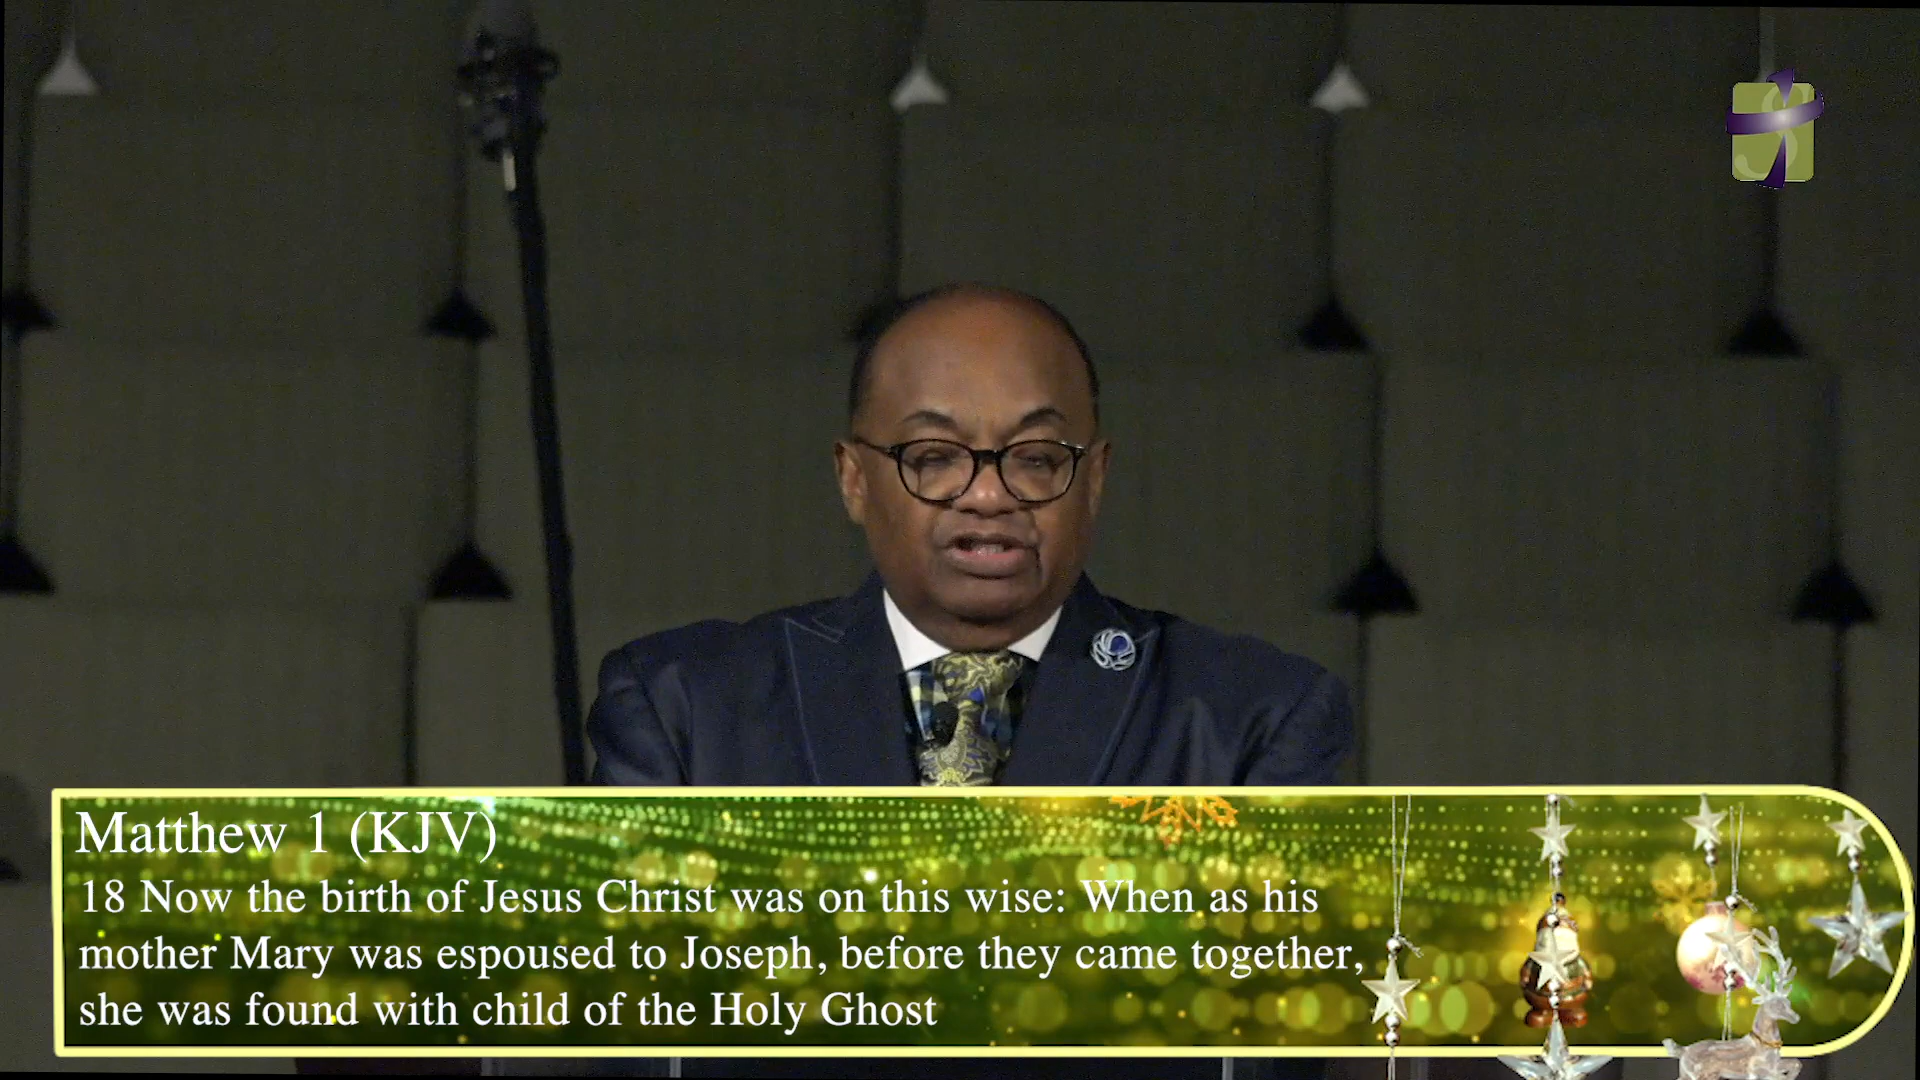 Matthew 1 (KJV)
18 Now the birth of Jesus Christ was on this wise: When as his
mother Mary was espoused to Joseph, before they came together,
she was found with child of the Holy Ghost